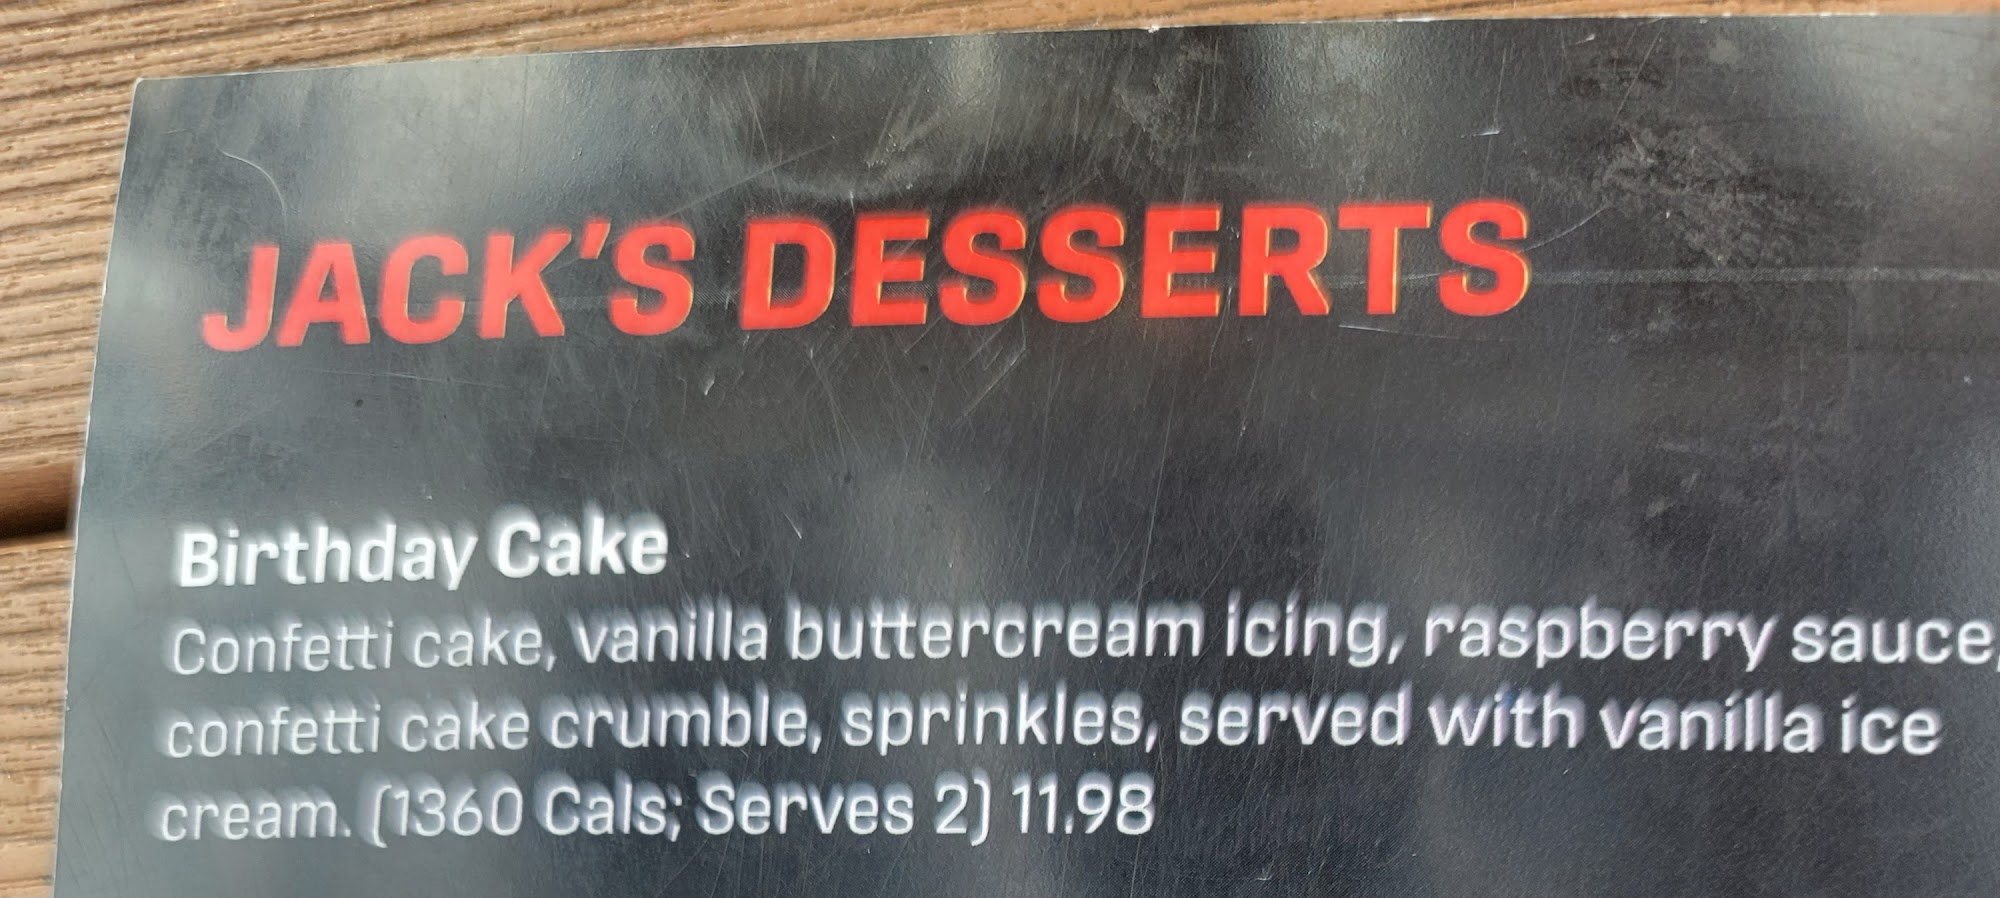 JACK'S DESSERTS
Birthday Cake
Confetti cake, vanilla buttercream icing, raspberry sauce,
confetti cake crumble, sprinkles, served with vanilla ice
cream. (1360 Cals; Serves 2) 11.98